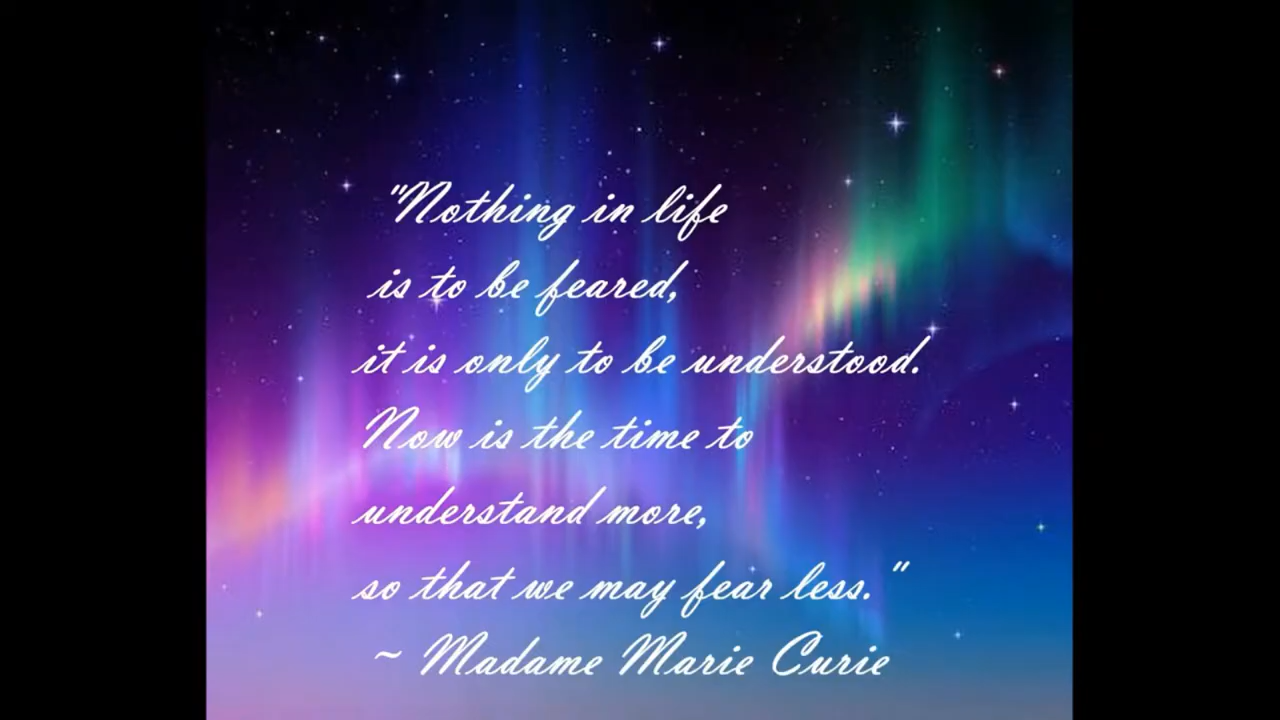 "Nothing in life
is to be feared,
it is only to be understood.
Now is the time to
understand more,
so that we may fear less."
~ Madame Marie Curie